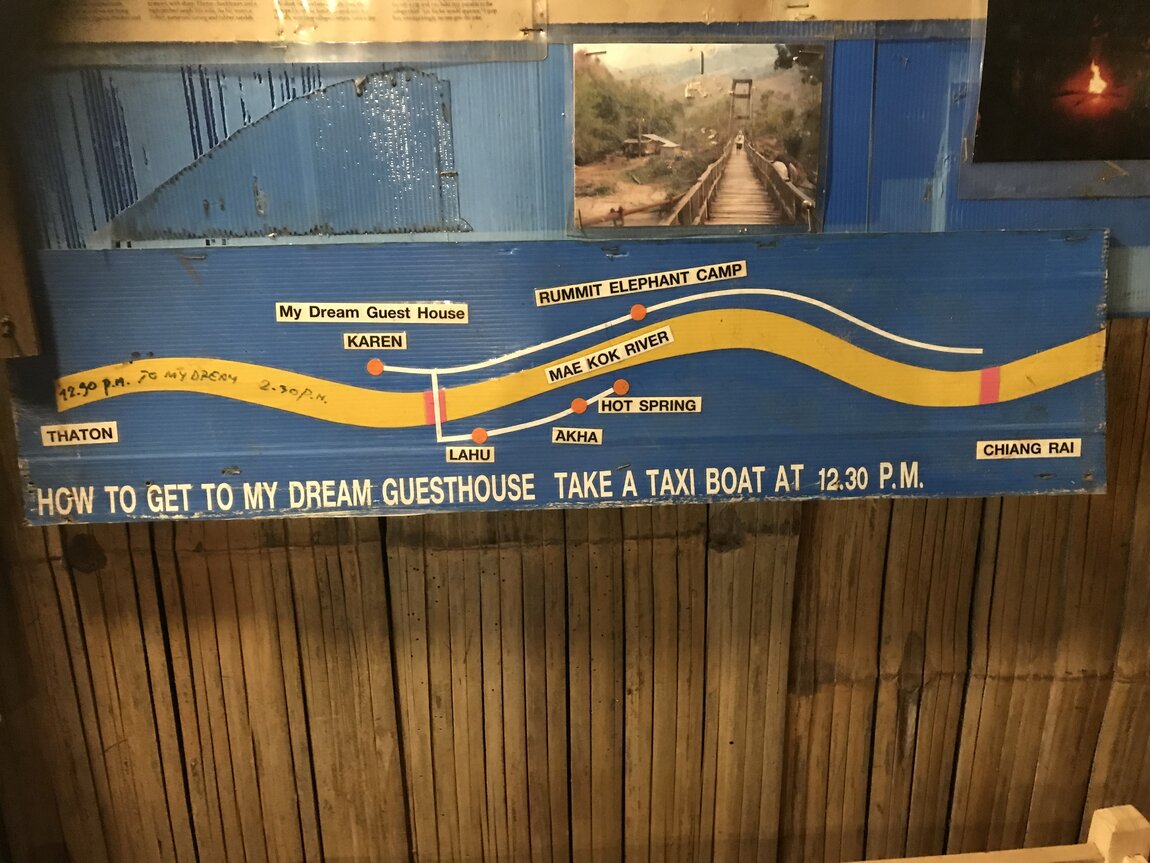 RUMMIT ELEPHANT CAMP
My Dream Guest House
KAREN
MAE KOK RIVER
12.30 P.M. TO MY DREAM 2.30 P.M.
HOT SPRING
THATON
AKHA
LAHU
CHIANG RAI
HOW TO GET TO MY DREAM GUESTHOUSE TAKE A TAXI BOAT AT 12.30 P.M.